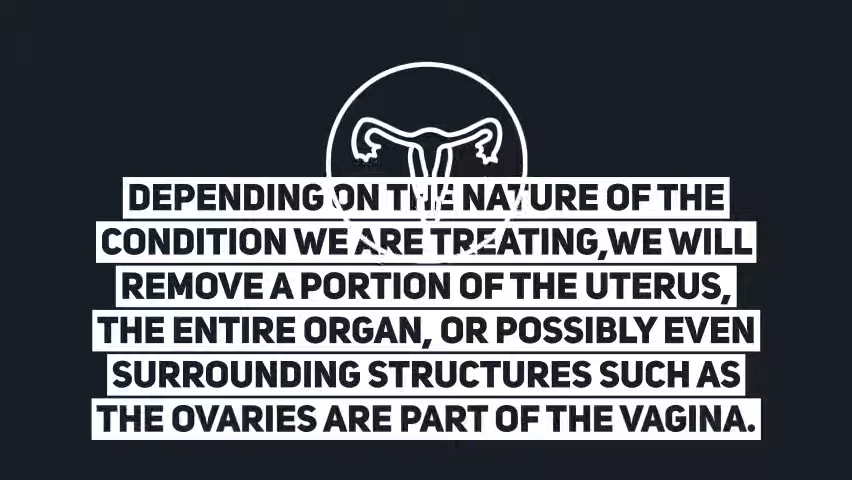 DEPENDING ON THE NATURE OF THE
CONDITION WE ARE TREATING,WE WILL
REMOVE A PORTION OF THE UTERUS,
THE ENTIRE ORGAN, OR POSSIBLY EVEN
SURROUNDING STRUCTURES SUCH AS
THE OVARIES ARE PART OF THE VAGINA.